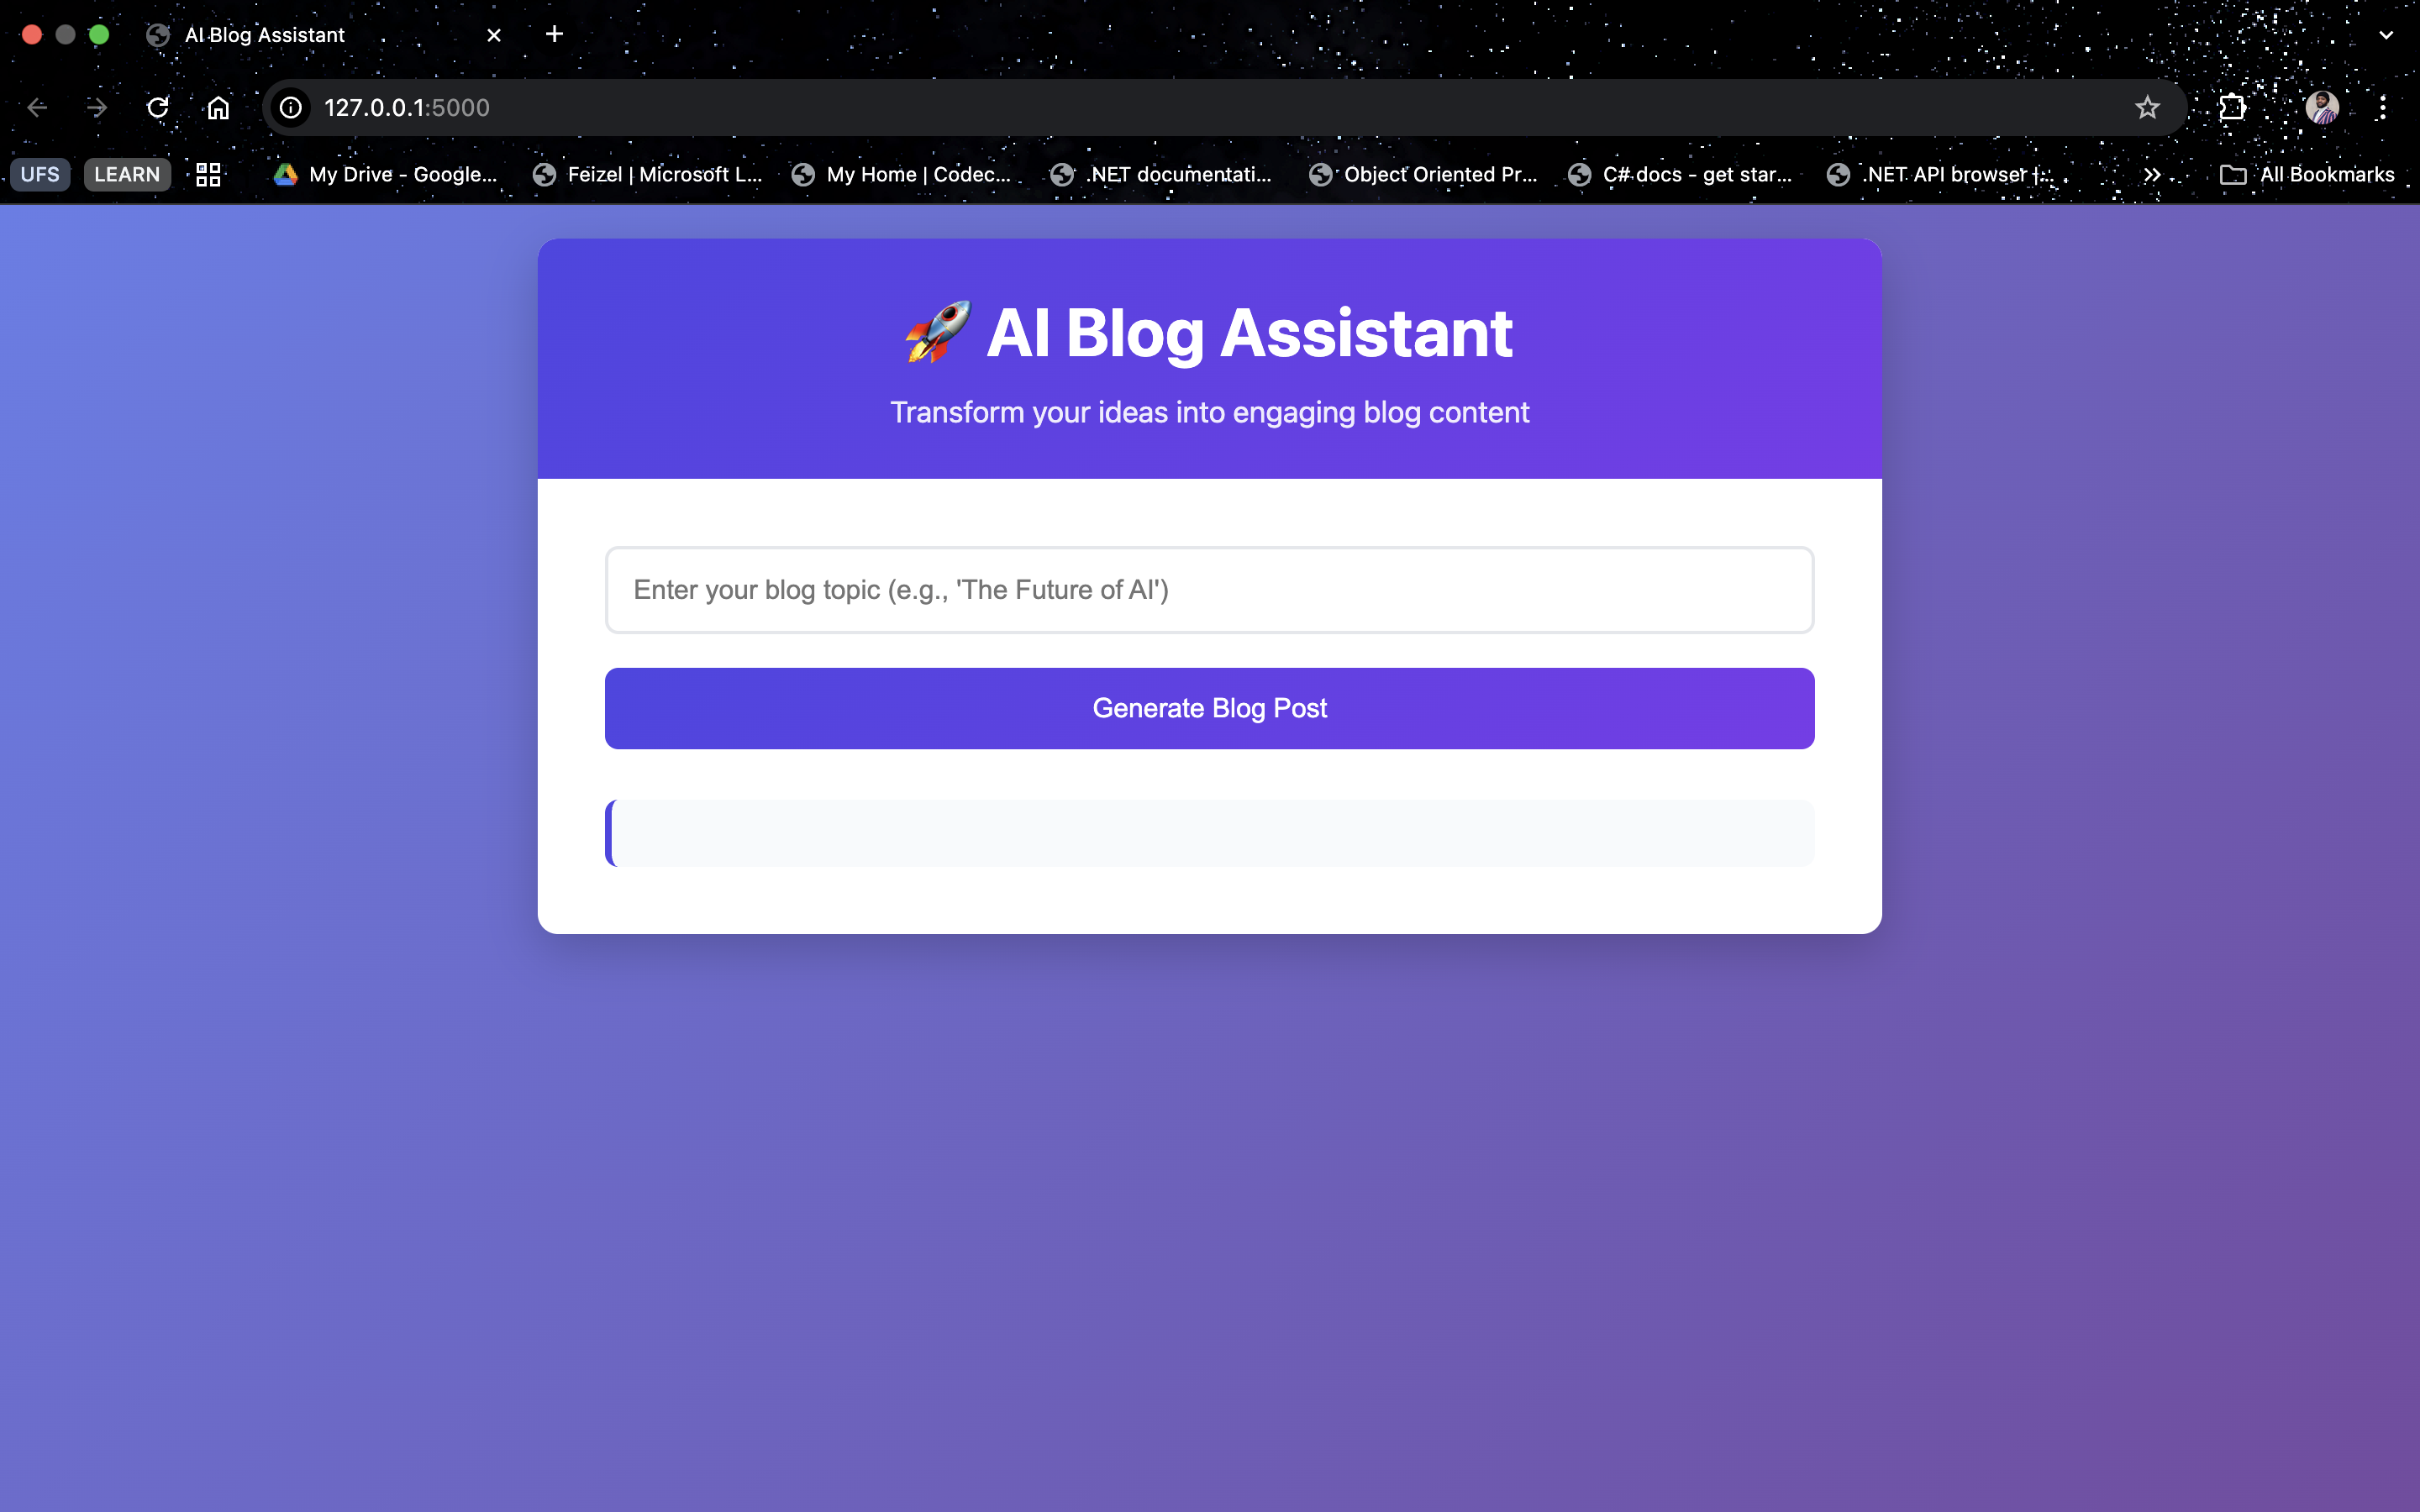 AI Blog Assistant
127.0.0.1:5000
UFS LEARN My Drive - Google... Feizel | Microsoft L... My Home | Codec... .NET documentati... Object Oriented Pr... C# docs - get star... .NET API browser |... All Bookmarks
🚀 AI Blog Assistant
Transform your ideas into engaging blog content
Enter your blog topic (e.g., 'The Future of AI')
Generate Blog Post